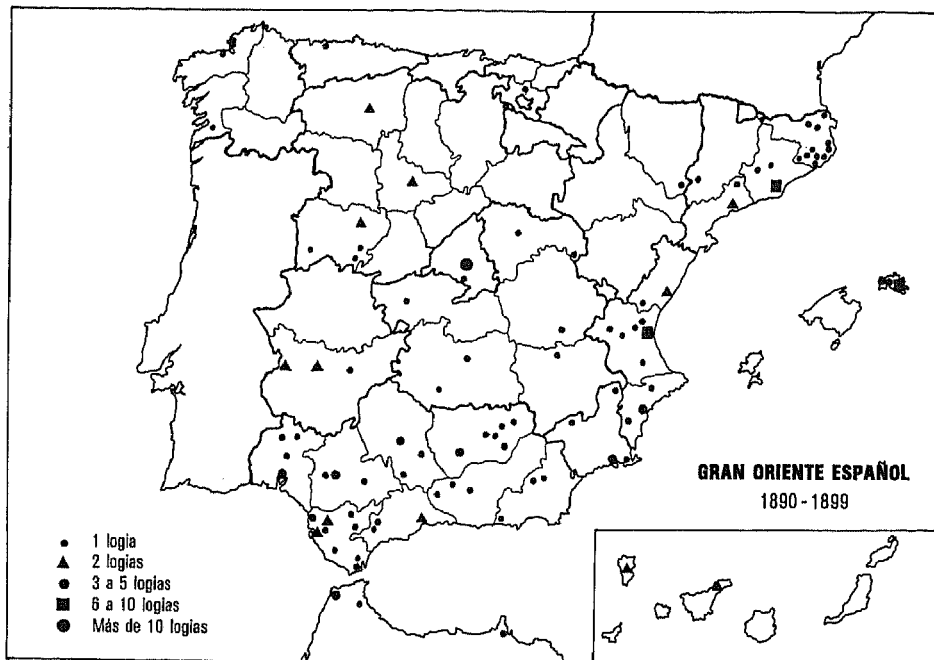 GRAN ORIENTE ESPAÑOL
1890-1899
1 logia
2 logias
3 a 5 logias
6 a 10 logias
Más de 10 logias